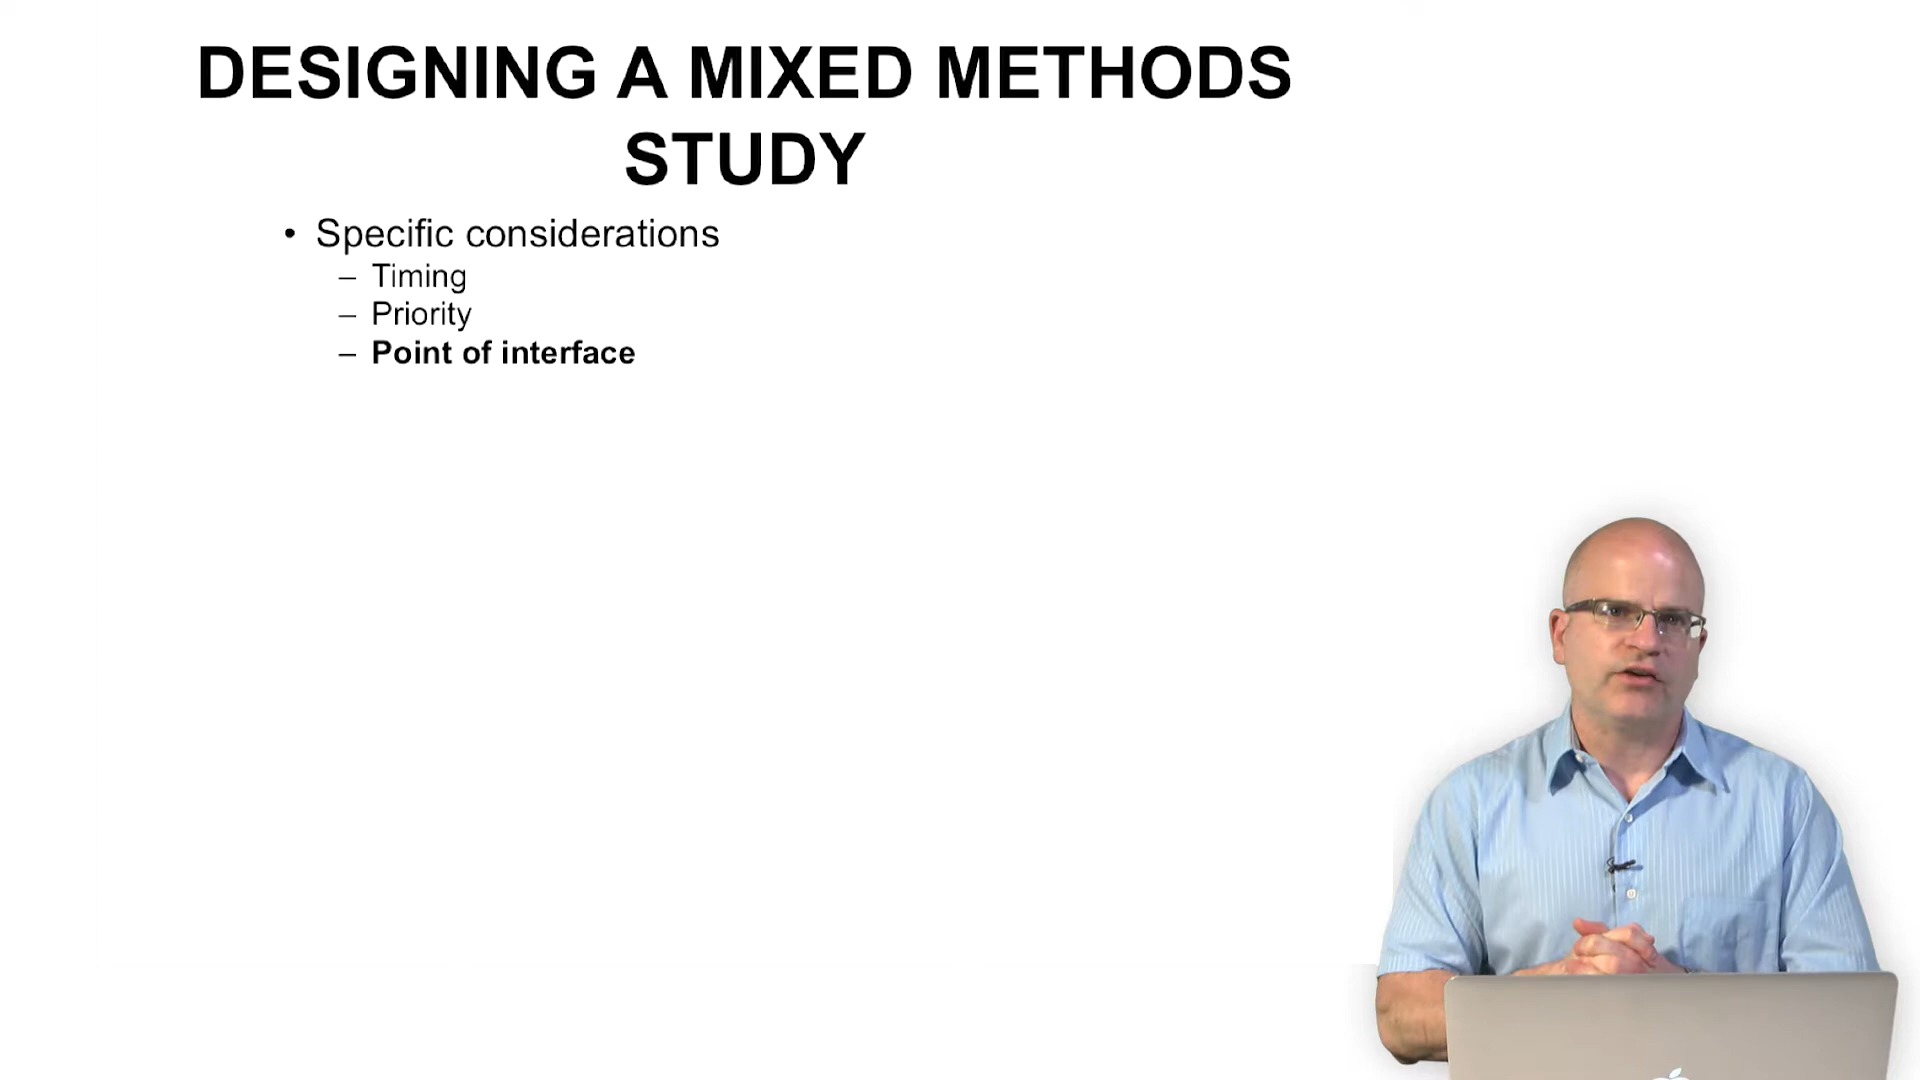 DESIGNING A MIXED METHODS
STUDY
• Specific considerations
– Timing
– Priority
– Point of interface